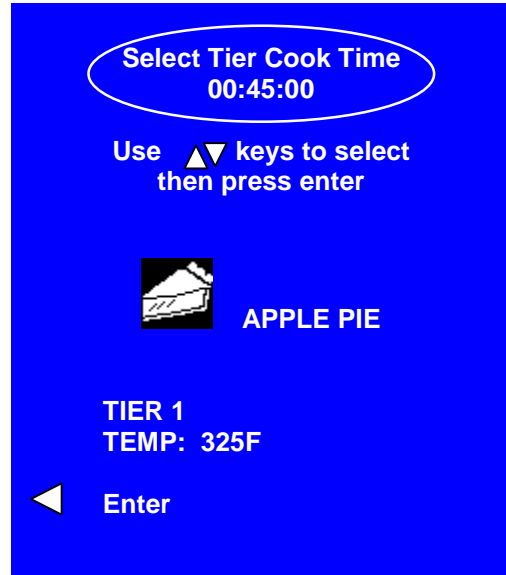 Select Tier Cook Time
00:45:00
Use △▽ keys to select
then press enter
APPLE PIE
TIER 1
TEMP: 325F
Enter